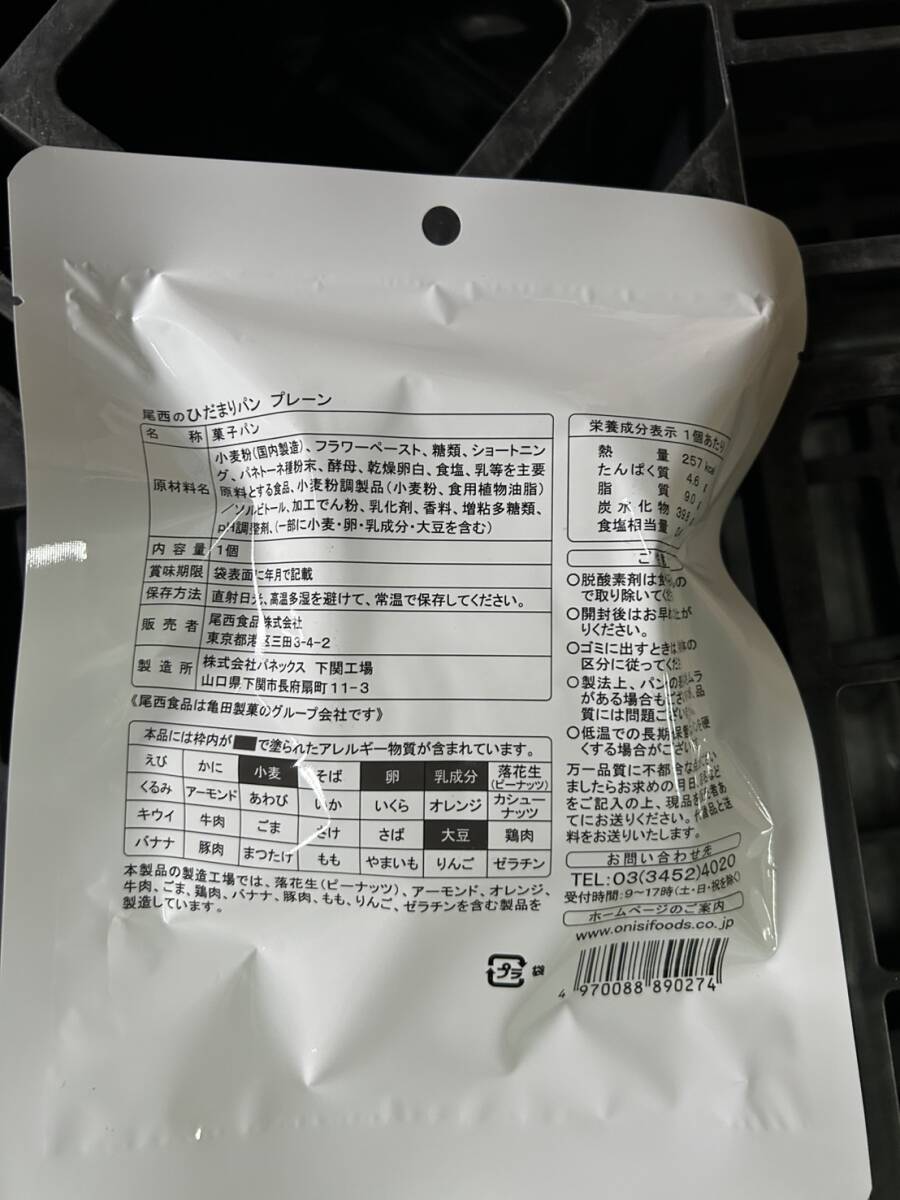 尾西のひだまりパン プレーン
名 称 菓子パン
原材料名
小麦粉(国内製造)、フラワーペースト、糖類、ショートニン
グ、パネトーネ種粉末、酵母、乾燥卵白、食塩、乳等を主要
原料とする食品、小麦粉調製品(小麦粉、食用植物油脂)
/ソルビトール、加工でん粉、乳化剤、香料、増粘多糖類、
pH調整剤、(一部に小麦・卵・乳成分・大豆を含む)
内容量 1個
賞味期限 袋表面に年月で記載
保存方法 直射日光、高温多湿を避けて、常温で保存してください。
販売者 尾西食品株式会社
東京都港区三田3-4-2
製造所 株式会社パネックス 下関工場
山口県下関市長府扇町11-3
《尾西食品は亀田製菓のグループ会社です》
本品には枠内が■で塗られたアレルギー物質が含まれています。
えび かに 小麦 そば 卵 乳成分 落花生(ピーナッツ)
くるみ アーモンド あわび いか いくら オレンジ カシューナッツ
キウイ 牛肉 ごま さけ さば 大豆 鶏肉
バナナ 豚肉 まつたけ もも やまいも りんご ゼラチン
本製品の製造工場では、落花生(ピーナッツ)、アーモンド、オレンジ、
牛肉、ごま、鶏肉、バナナ、豚肉、もも、りんご、ゼラチンを含む製品を
製造しています。
栄養成分表示 1個あたり
熱 量 257 kcal
たんぱく質 4.6 g
脂 質 9.0 g
炭水化物
食塩相当量
○脱酸素剤は
で取り除いて
○開封後はお早
りください。
○ゴミに出すときは
区分に従って
○製法上、パンの
がある場合も
質には問題
○低温での長期保
くする場合が
万一品質に不都合な
ましたらお求めの月日
をご記入の上、現品を
てにお送りください。代替品と送
料をお送りいたします。
お問い合わせ先
TEL:03(3452)4020
受付時間:9~17時(土・日・祝を除く)
ホームページのご案内
www.onisifoods.co.jp
プラ 袋
4 970088 890274